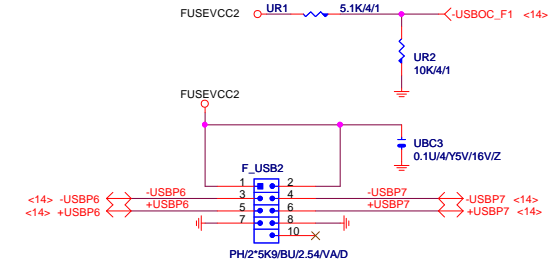 FUSEVCC2 UR1 5.1K/4/1 -USBOC_F1 <14>
UR2
10K/4/1
FUSEVCC2
UBC3
0.1U/4/Y5V/16V/Z
F_USB2
1 2
<14> -USBP6 -USBP6 3 4 -USBP7 -USBP7 <14>
<14> +USBP6 +USBP6 5 6 +USBP7 +USBP7 <14>
7 8
10
PH/2*5K9/BU/2.54/VA/D